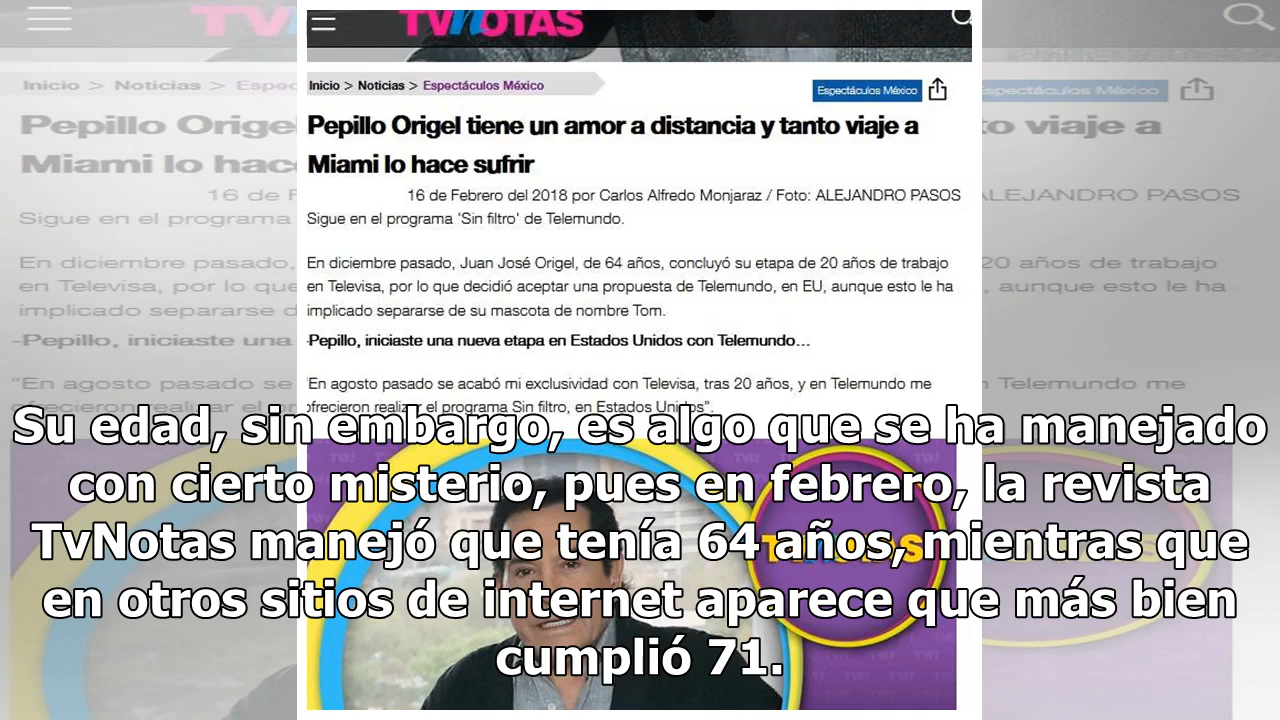 TVNOTAS
Inicio > Noticias > Espectáculos México
Espectáculos México
Pepillo Origel tiene un amor a distancia y tanto viaje a
Miami lo hace sufrir
16 de Febrero del 2018 por Carlos Alfredo Monjaraz / Foto: ALEJANDRO PASOS
Sigue en el programa 'Sin filtro' de Telemundo.
En diciembre pasado, Juan José Origel, de 64 años, concluyó su etapa de 20 años de trabajo
en Televisa, por lo que decidió aceptar una propuesta de Telemundo, en EU, aunque esto le ha
implicado separarse de su mascota de nombre Tom.
-Pepillo, iniciaste una nueva etapa en Estados Unidos con Telemundo...
"En agosto pasado se acabó mi exclusividad con Televisa, tras 20 años, y en Telemundo me
ofrecieron realizar el programa Sin filtro, en Estados Unidos".
Su edad, sin embargo, es algo que se ha manejado
con cierto misterio, pues en febrero, la revista
TvNotas manejó que tenía 64 años, mientras que
en otros sitios de internet aparece que más bien
cumplió 71.